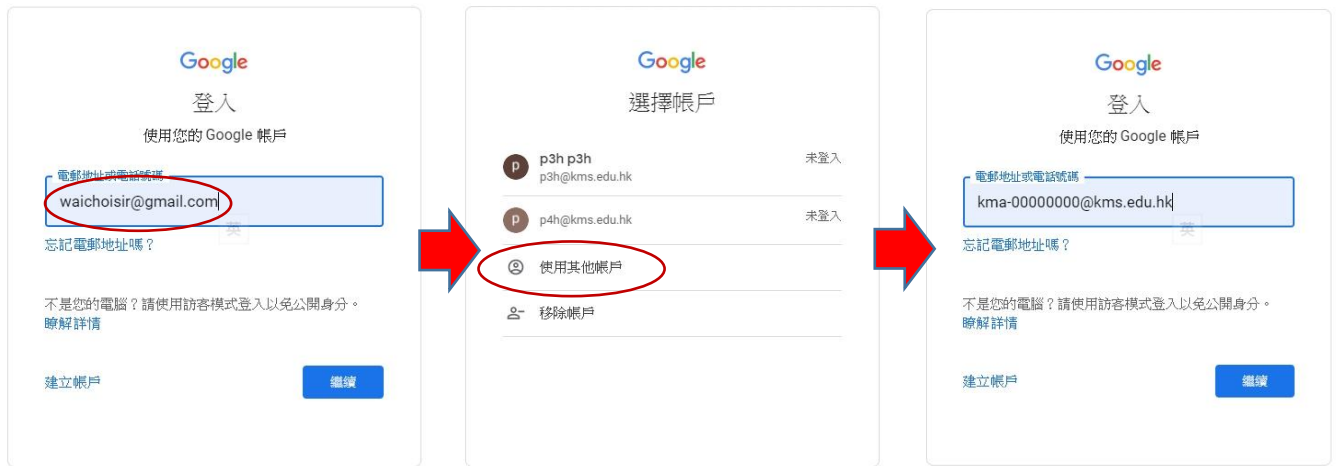 Google
登入
使用您的 Google 帳戶
電郵地址或電話號碼
waichoisir@gmail.com
英
忘記電郵地址嗎？
不是您的電腦？請使用訪客模式登入以免公開身分。
瞭解詳情
建立帳戶
繼續
Google
選擇帳戶
p
p3h p3h
未登入
p3h@kms.edu.hk
p
p4h@kms.edu.hk
未登入
使用其他帳戶
移除帳戶
Google
登入
使用您的 Google 帳戶
電郵地址或電話號碼
kma-00000000@kms.edu.hk
英
忘記電郵地址嗎？
不是您的電腦？請使用訪客模式登入以免公開身分。
瞭解詳情
建立帳戶
繼續